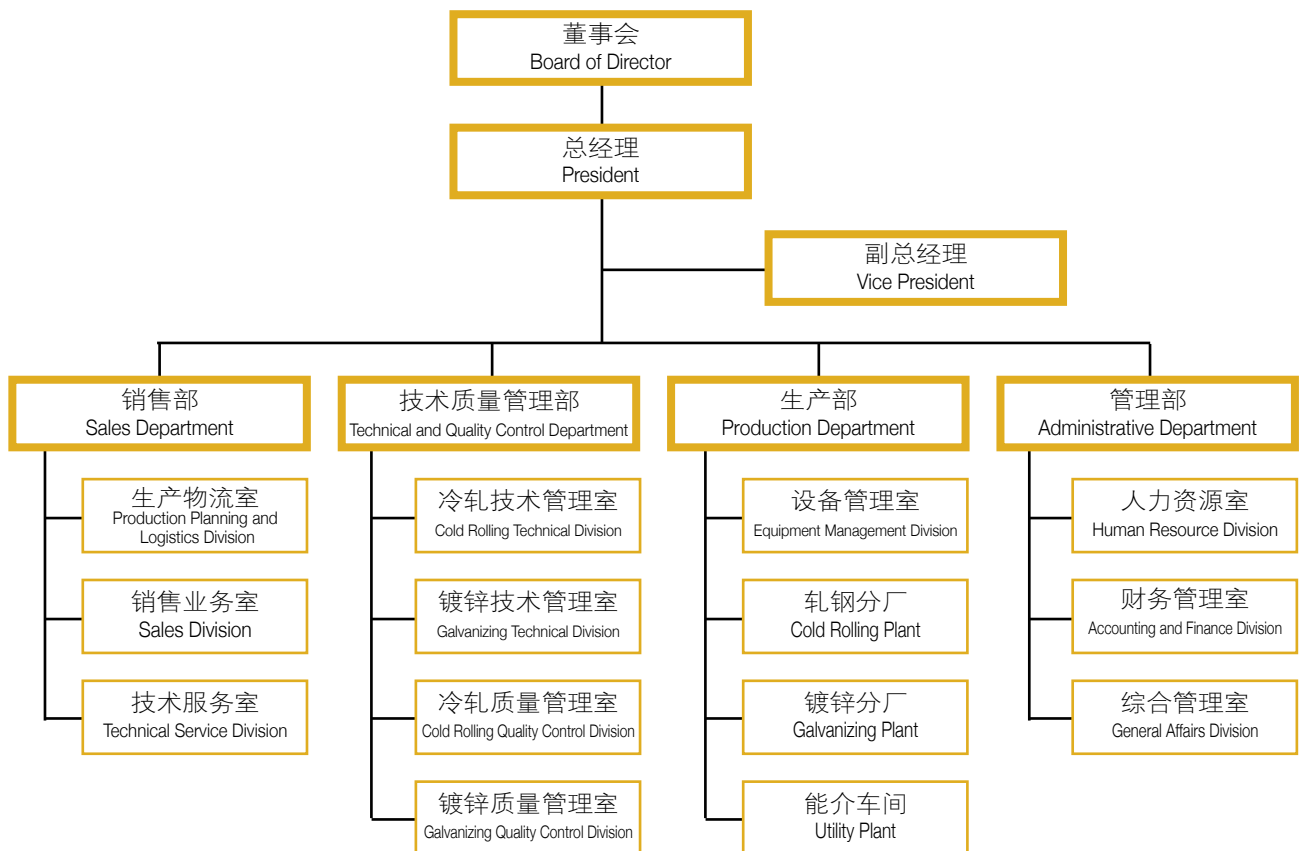 董事会
Board of Director
总经理
President
副总经理
Vice President
销售部
Sales Department
技术质量管理部
Technical and Quality Control Department
生产部
Production Department
管理部
Administrative Department
生产物流室
Production Planning and
Logistics Division
销售业务室
Sales Division
技术服务室
Technical Service Division
冷轧技术管理室
Cold Rolling Technical Division
镀锌技术管理室
Galvanizing Technical Division
冷轧质量管理室
Cold Rolling Quality Control Division
镀锌质量管理室
Galvanizing Quality Control Division
设备管理室
Equipment Management Division
轧钢分厂
Cold Rolling Plant
镀锌分厂
Galvanizing Plant
能介车间
Utility Plant
人力资源室
Human Resource Division
财务管理室
Accounting and Finance Division
综合管理室
General Affairs Division